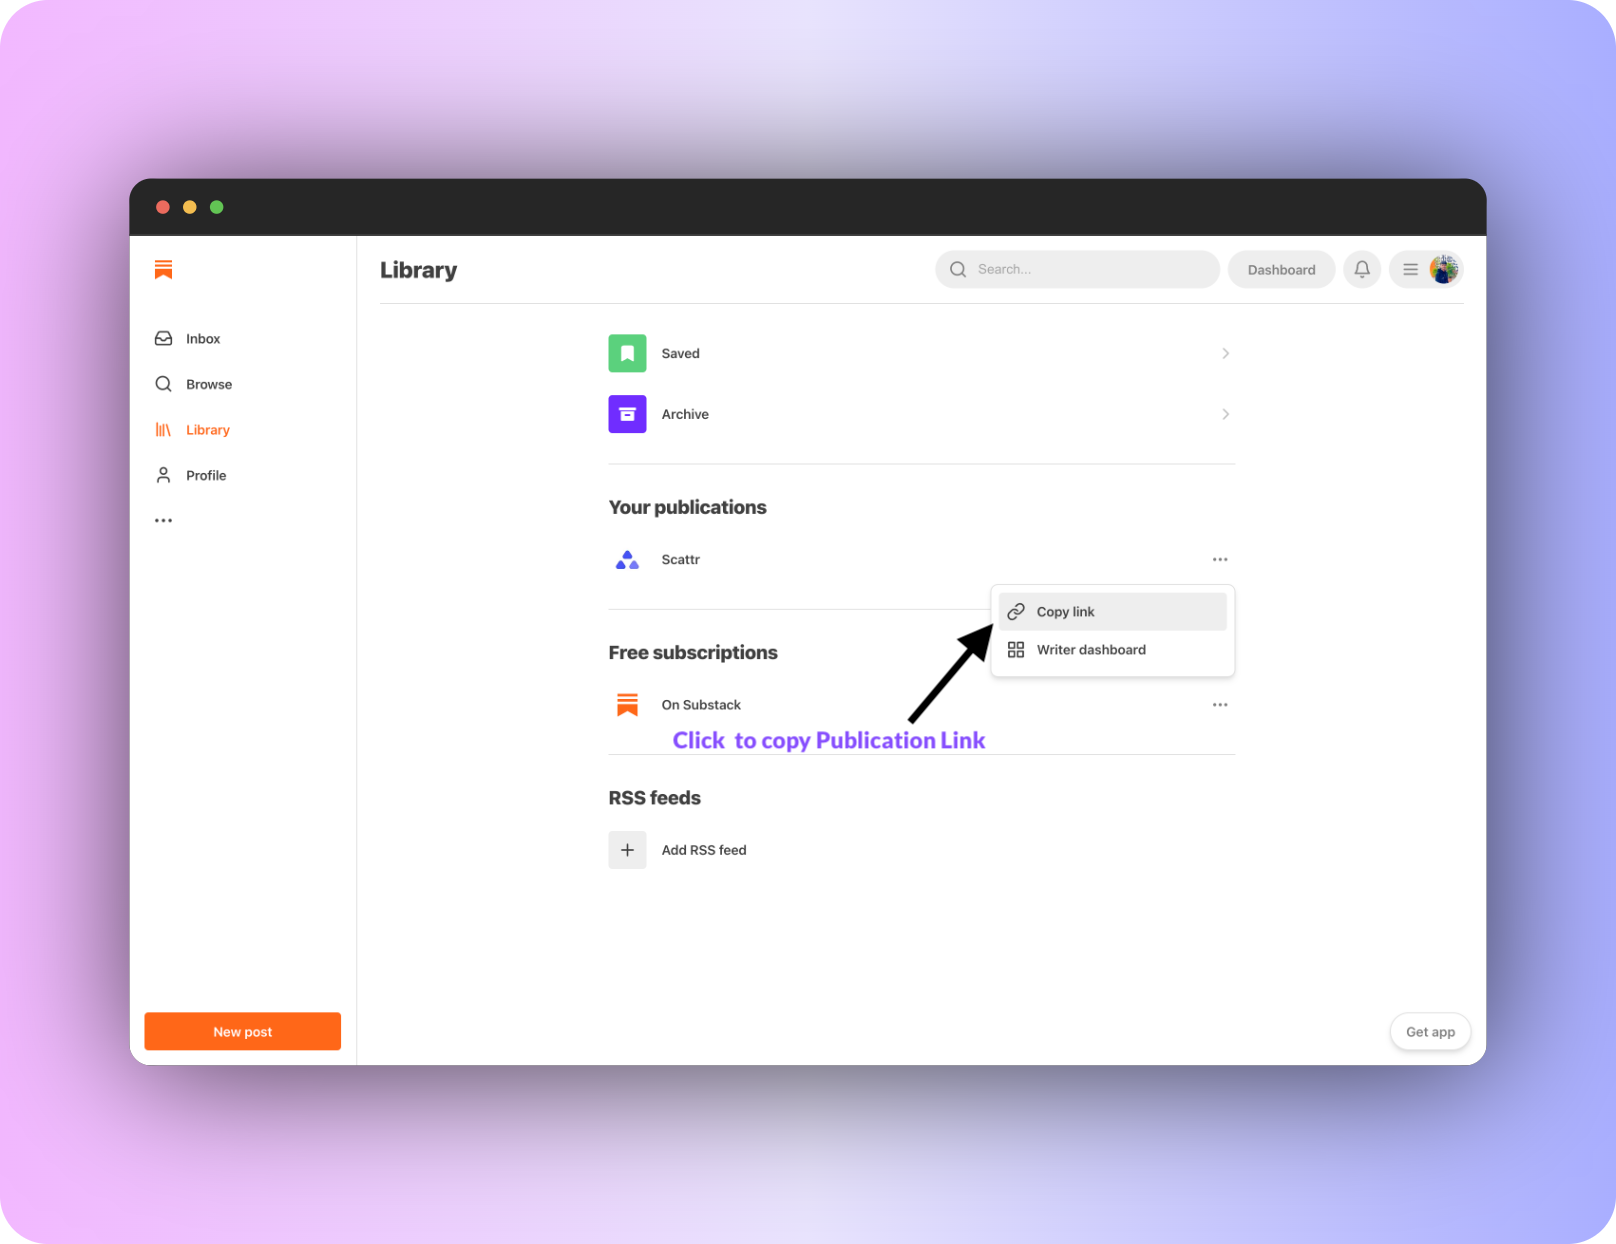 Library
Search...
Dashboard
Inbox
Browse
Library
Profile
Saved
Archive
Your publications
Scattr
Copy link
Writer dashboard
Free subscriptions
On Substack
Click to copy Publication Link
RSS feeds
Add RSS feed
New post
Get app